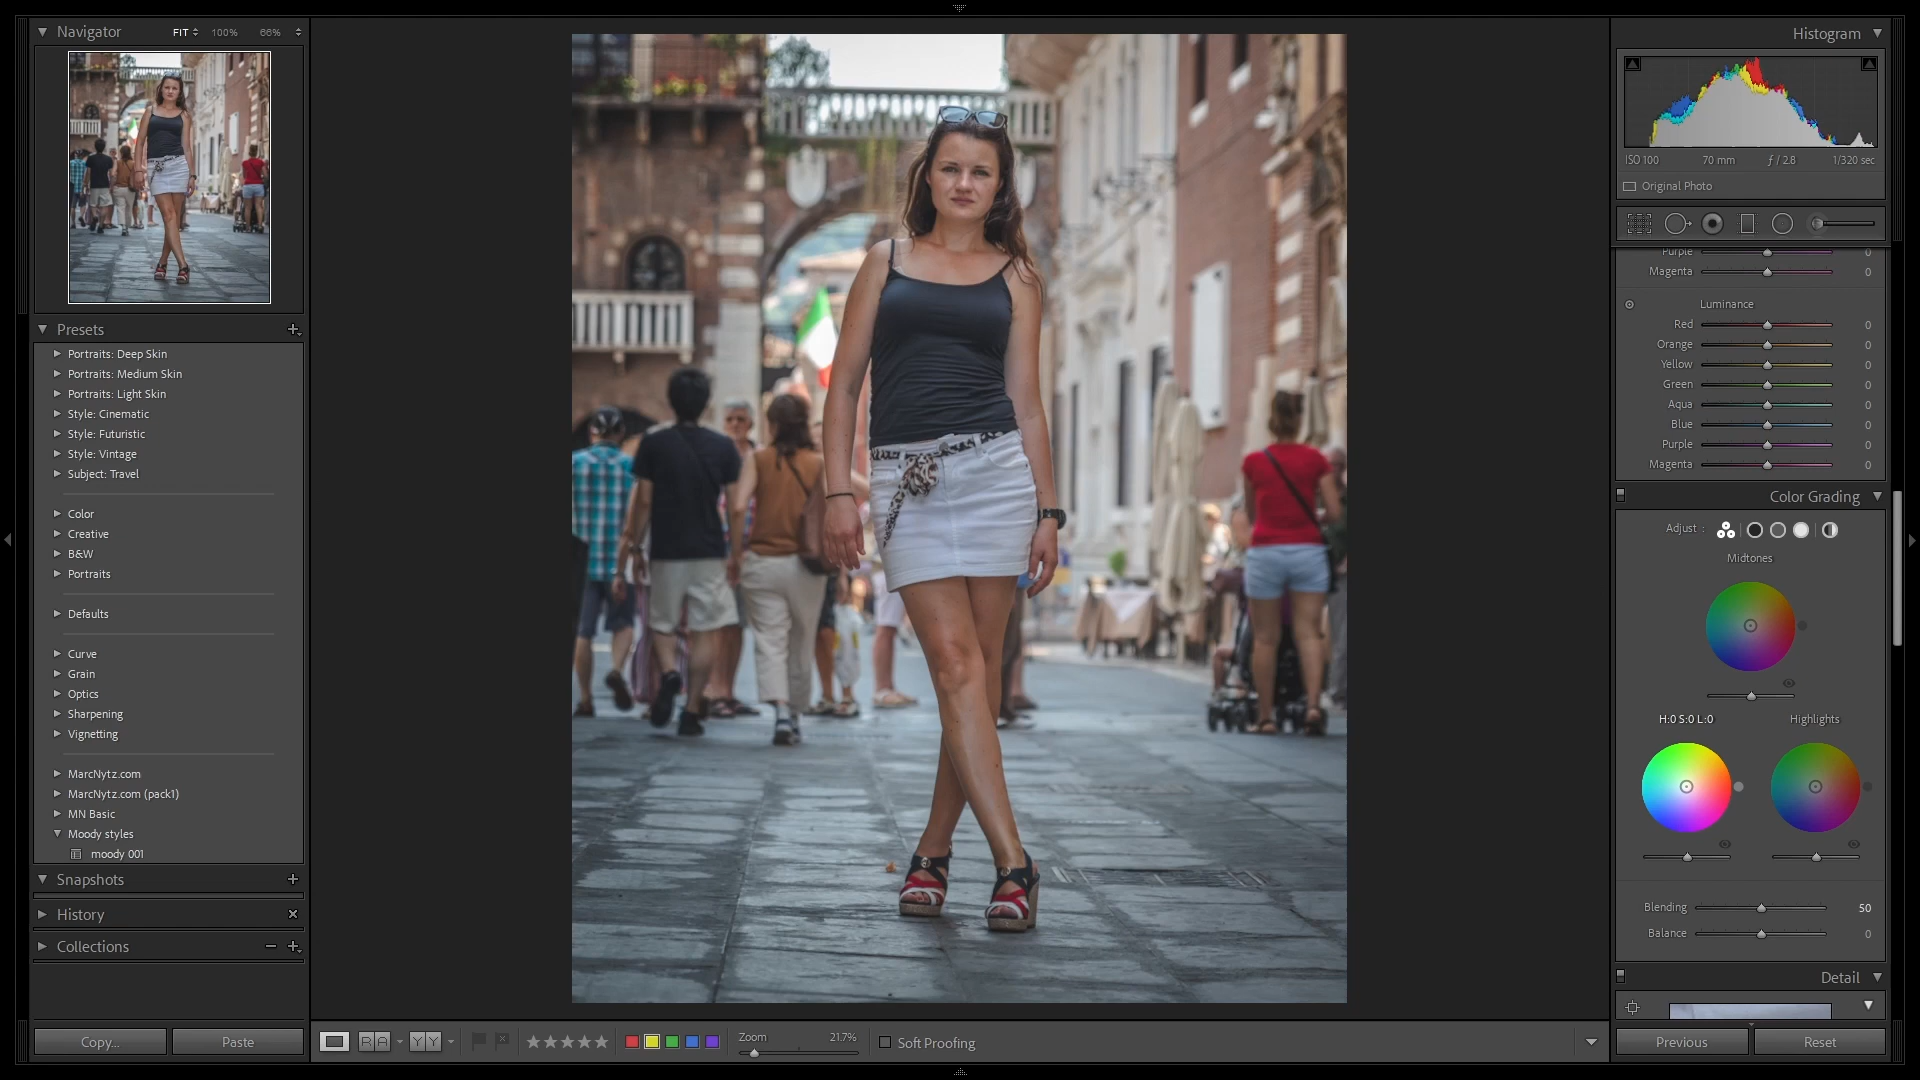 Navigator FIT 100% 66%
Presets
Portraits: Deep Skin
Portraits: Medium Skin
Portraits: Light Skin
Style: Cinematic
Style: Futuristic
Style: Vintage
Subject: Travel
Color
Creative
B&W
Portraits
Defaults
Curve
Grain
Optics
Sharpening
Vignetting
MarcNytz.com
MarcNytz.com (pack1)
MN Basic
Moody styles
moody 001
Snapshots
History
Collections
Copy... Paste
R A Y Y Zoom 21.7% Soft Proofing
Histogram
ISO 100 70 mm ƒ / 2.8 1/320 sec
Original Photo
Purple 0
Magenta 0
Luminance
Red 0
Orange 0
Yellow 0
Green 0
Aqua 0
Blue 0
Purple 0
Magenta 0
Color Grading
Adjust :
Midtones
H:0 S:0 L:0 Highlights
Blending 50
Balance 0
Detail
Previous Reset